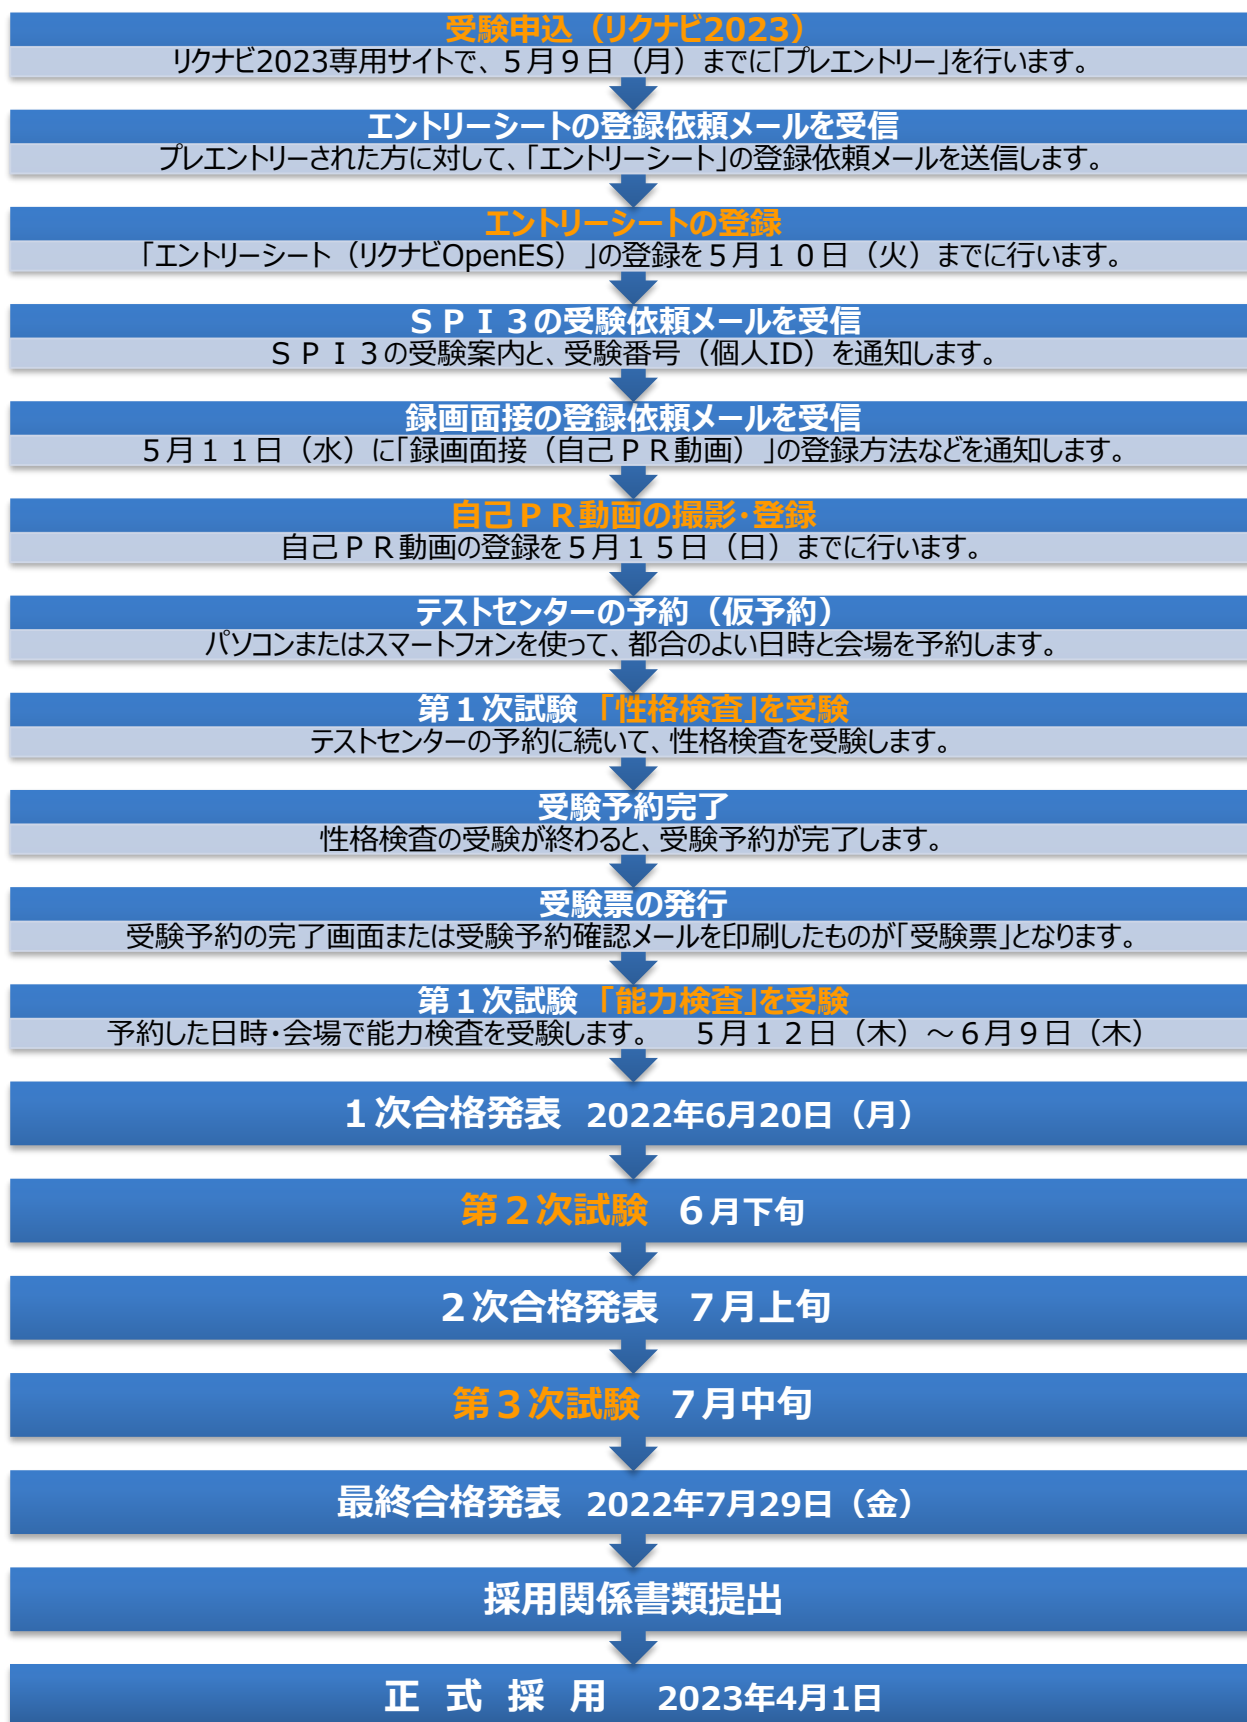 受験申込（リクナビ2023）
リクナビ2023専用サイトで、５月９日（月）までに「プレエントリー」を行います。
エントリーシートの登録依頼メールを受信
プレエントリーされた方に対して、「エントリーシート」の登録依頼メールを送信します。
エントリーシートの登録
「エントリーシート（リクナビOpenES）」の登録を５月１０日（火）までに行います。
ＳＰＩ３の受験依頼メールを受信
ＳＰＩ３の受験案内と、受験番号（個人ID）を通知します。
録画面接の登録依頼メールを受信
５月１１日（水）に「録画面接（自己ＰＲ動画）」の登録方法などを通知します。
自己ＰＲ動画の撮影・登録
自己ＰＲ動画の登録を５月１５日（日）までに行います。
テストセンターの予約（仮予約）
パソコンまたはスマートフォンを使って、都合のよい日時と会場を予約します。
第１次試験 「性格検査」を受験
テストセンターの予約に続いて、性格検査を受験します。
受験予約完了
性格検査の受験が終わると、受験予約が完了します。
受験票の発行
受験予約の完了画面または受験予約確認メールを印刷したものが「受験票」となります。
第１次試験 「能力検査」を受験
予約した日時・会場で能力検査を受験します。　５月１２日（木）～６月９日（木）
１次合格発表 2022年6月20日（月）
第２次試験 ６月下旬
２次合格発表 ７月上旬
第３次試験 ７月中旬
最終合格発表 2022年7月29日（金）
採用関係書類提出
正 式 採 用 2023年4月1日